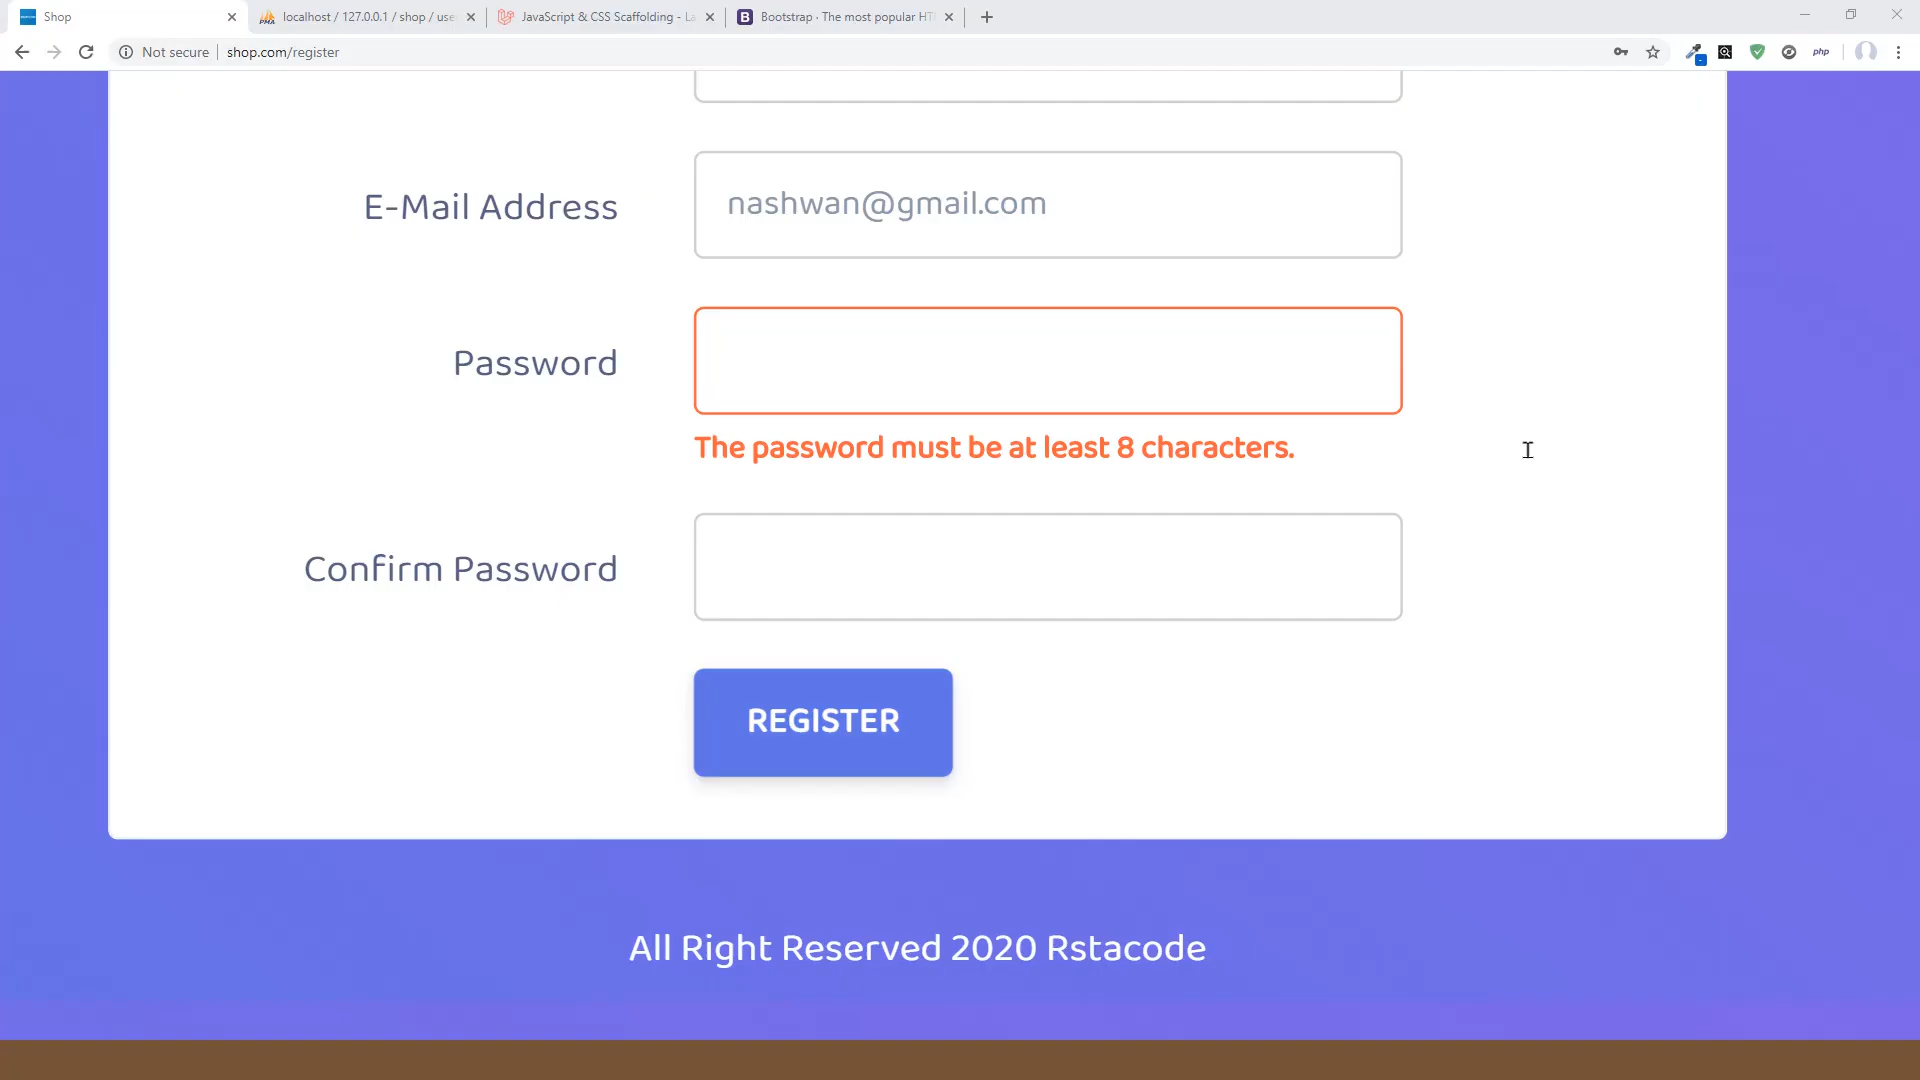 Shop
localhost / 127.0.0.1 / shop / use
JavaScript & CSS Scaffolding - La
Bootstrap · The most popular HT
Not secure
shop.com/register
php
E-Mail Address
nashwan@gmail.com
Password
The password must be at least 8 characters.
Confirm Password
REGISTER
All Right Reserved 2020 Rstacode